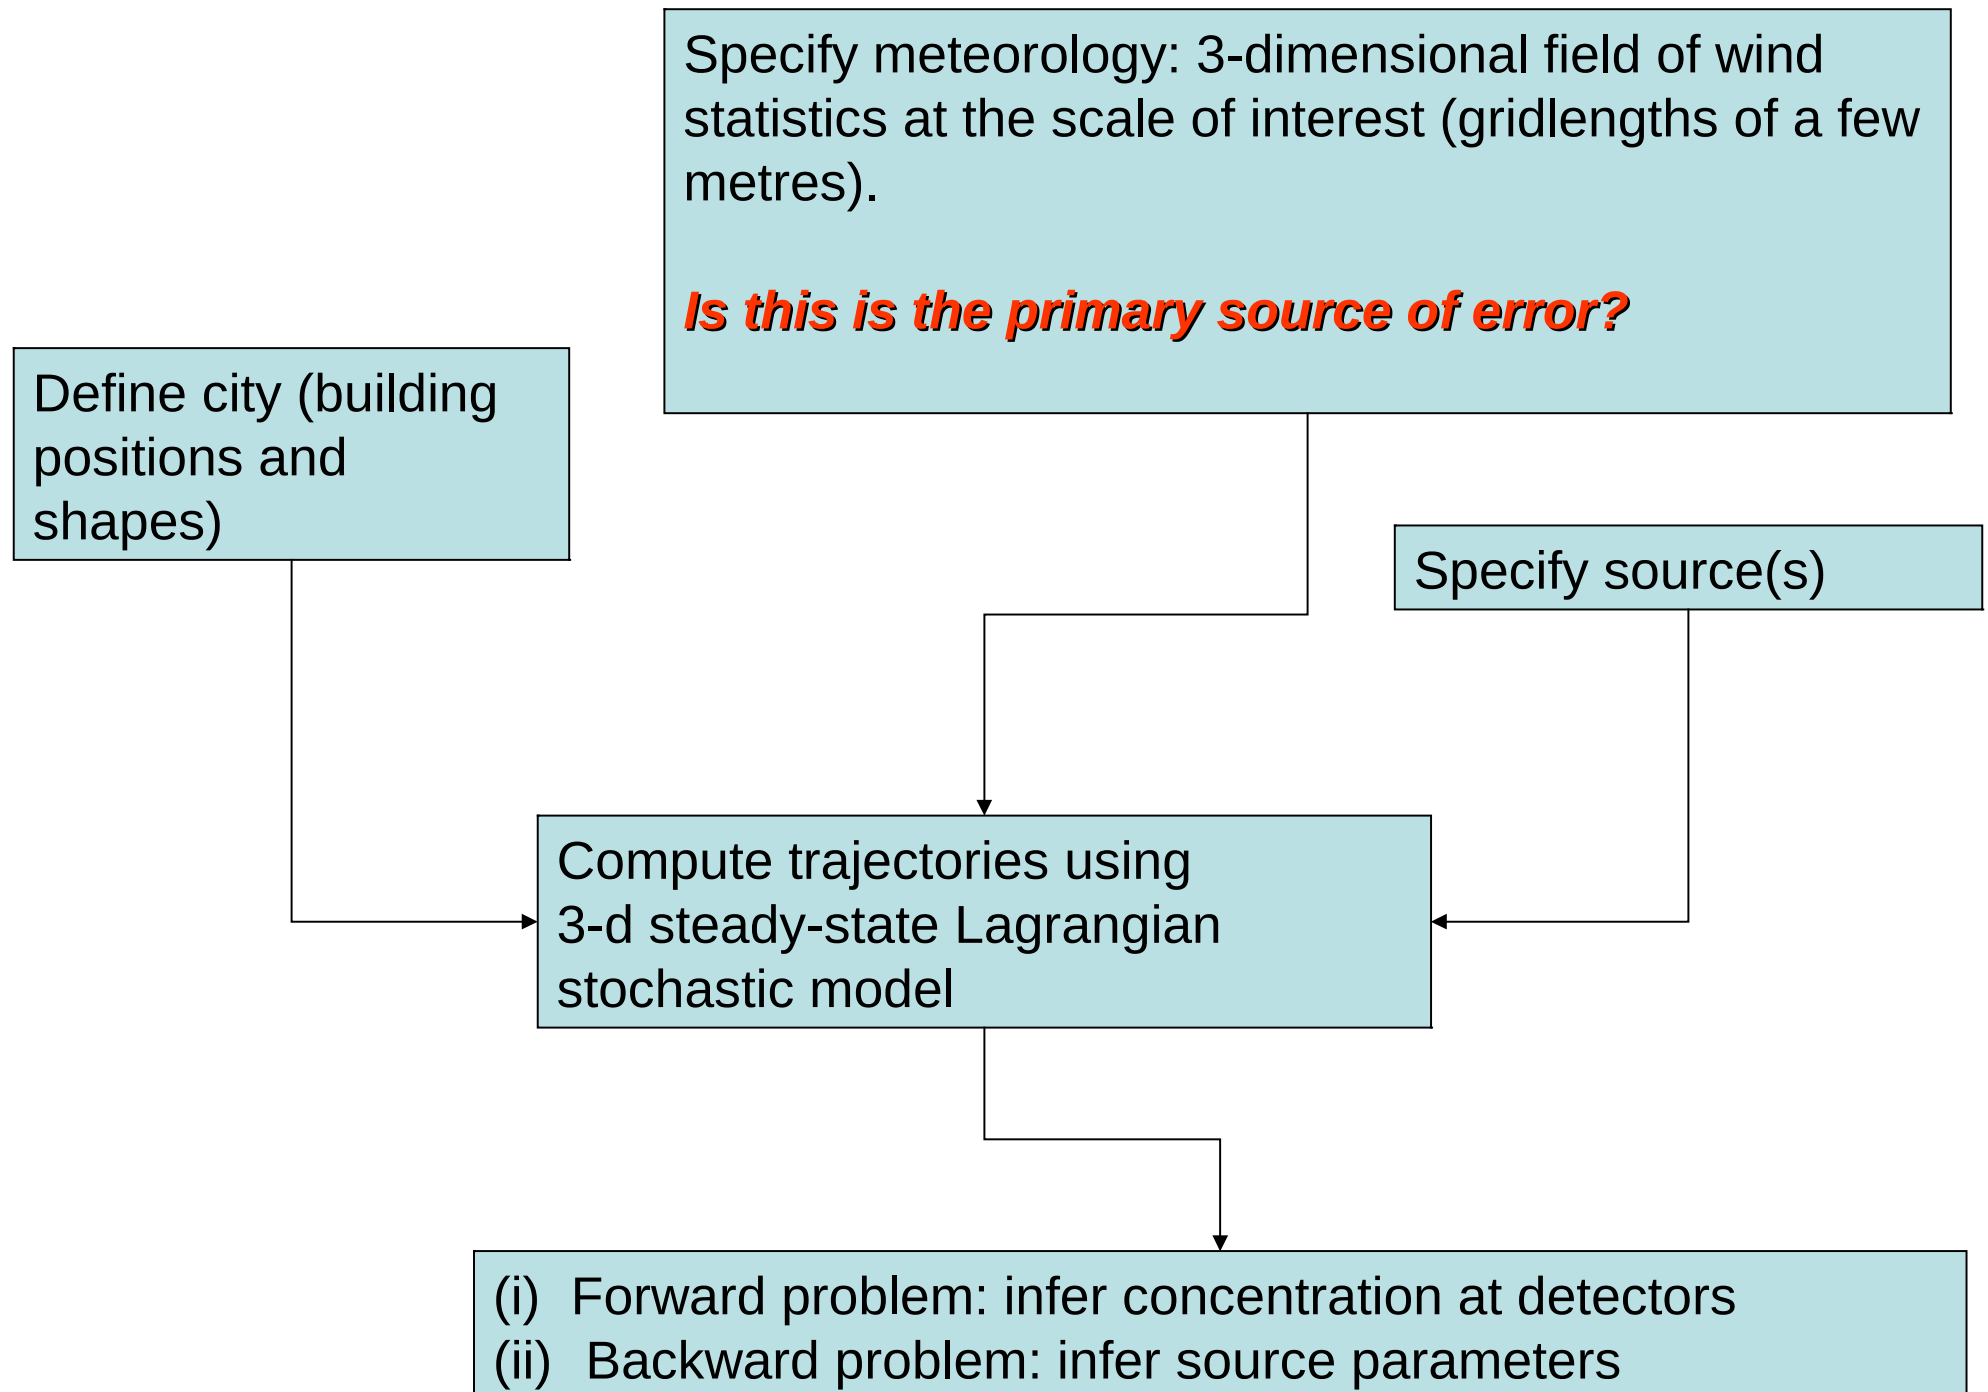 Specify meteorology: 3-dimensional field of wind
statistics at the scale of interest (gridlengths of a few
metres).
Is this is the primary source of error?
Define city (building
positions and
shapes)
Specify source(s)
Compute trajectories using
3-d steady-state Lagrangian
stochastic model
(i) Forward problem: infer concentration at detectors
(ii) Backward problem: infer source parameters